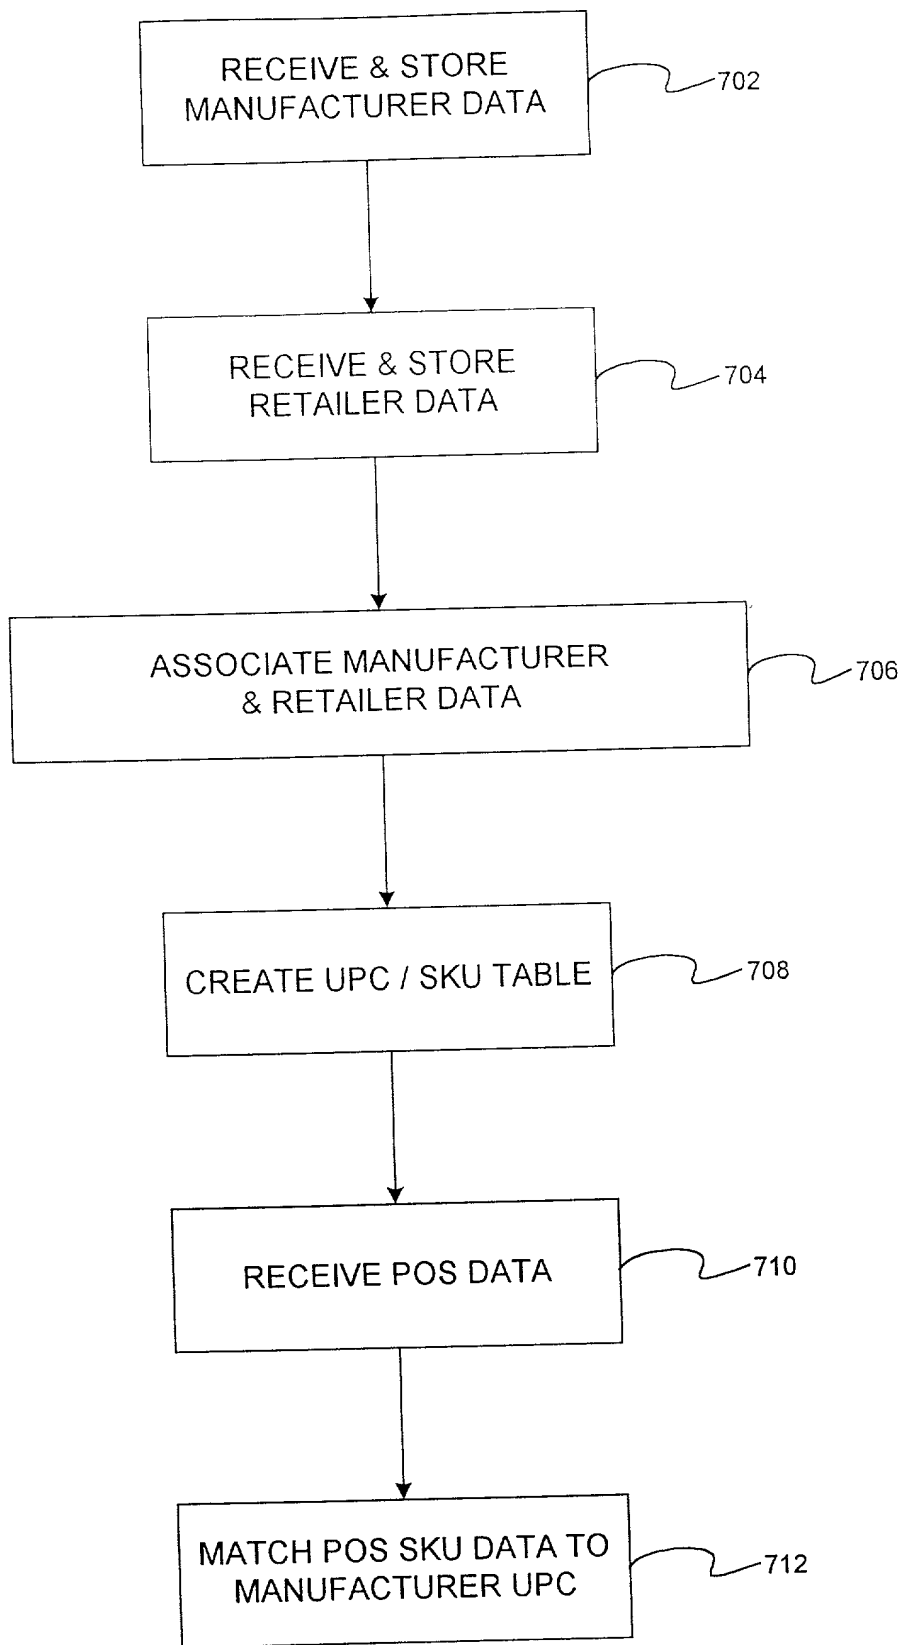 RECEIVE & STORE
MANUFACTURER DATA
702
RECEIVE & STORE
RETAILER DATA
704
ASSOCIATE MANUFACTURER
& RETAILER DATA
706
CREATE UPC / SKU TABLE
708
RECEIVE POS DATA
710
MATCH POS SKU DATA TO
MANUFACTURER UPC
712